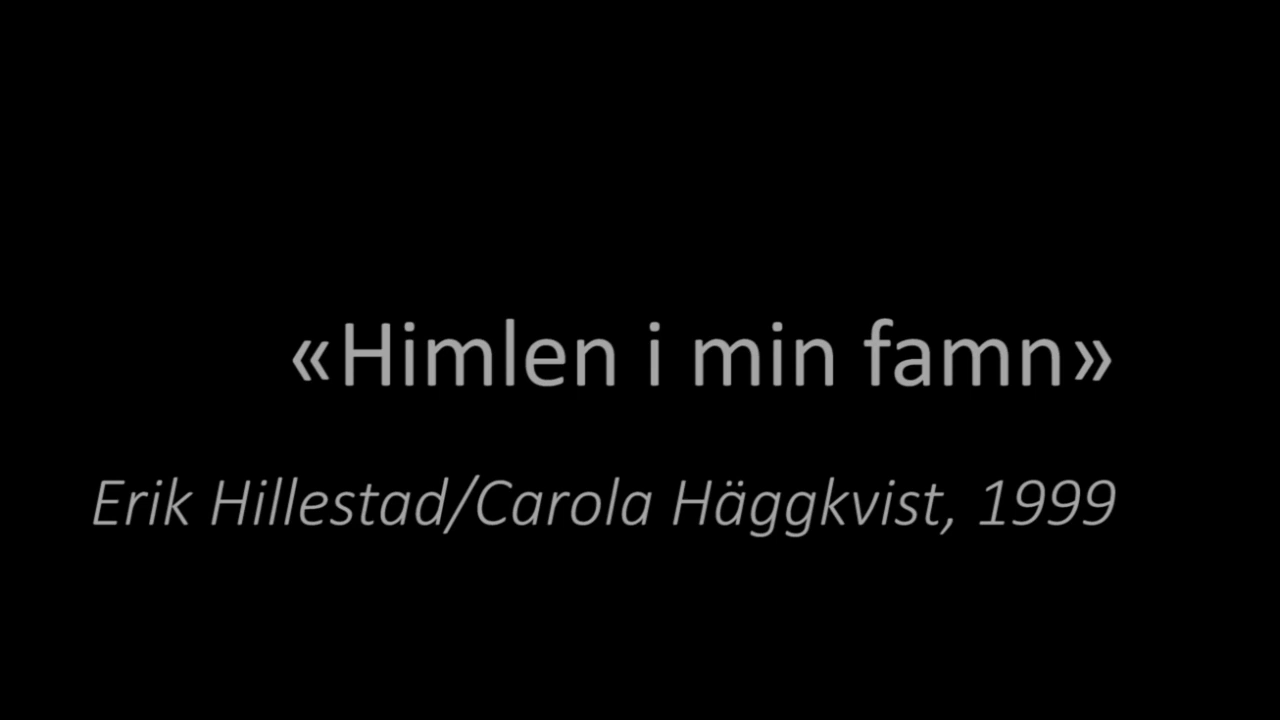 «Himlen i min famn»
Erik Hillestad/Carola Häggkvist, 1999